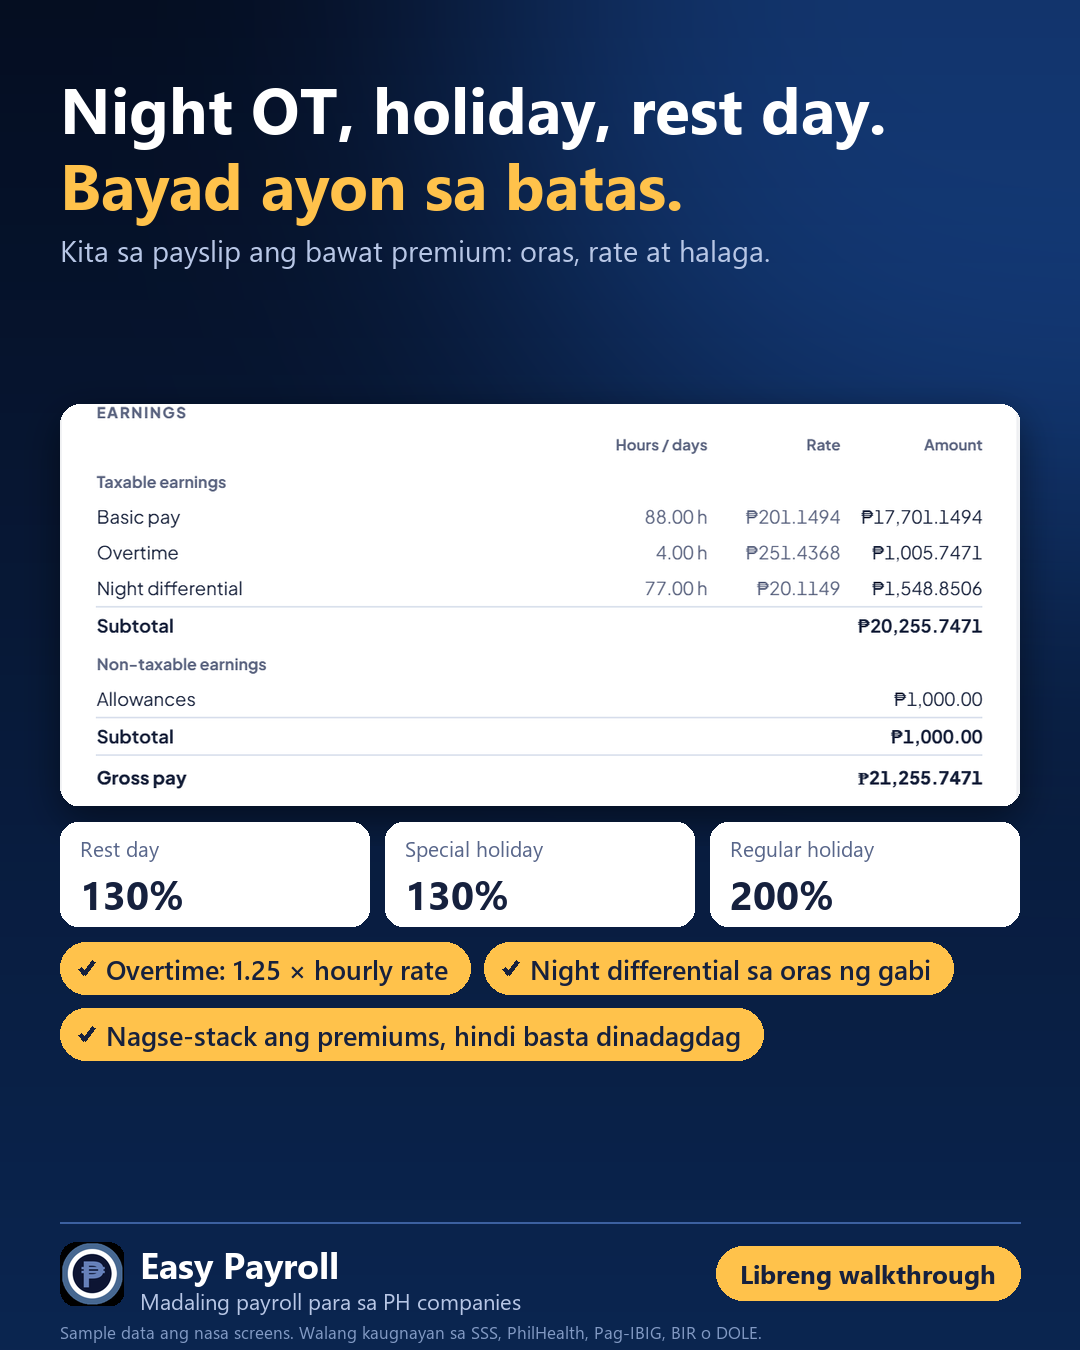 Night OT, holiday, rest day.
Bayad ayon sa batas.
Kita sa payslip ang bawat premium: oras, rate at halaga.
EARNINGS
Hours / days Rate Amount
Taxable earnings
Basic pay 88.00 h ₱201.1494 ₱17,701.1494
Overtime 4.00 h ₱251.4368 ₱1,005.7471
Night differential 77.00 h ₱20.1149 ₱1,548.8506
Subtotal ₱20,255.7471
Non-taxable earnings
Allowances ₱1,000.00
Subtotal ₱1,000.00
Gross pay ₱21,255.7471
Rest day Special holiday Regular holiday
130% 130% 200%
✓ Overtime: 1.25 × hourly rate ✓ Night differential sa oras ng gabi
✓ Nagse-stack ang premiums, hindi basta dinadagdag
₱ Easy Payroll
Madaling payroll para sa PH companies
Libreng walkthrough
Sample data ang nasa screens. Walang kaugnayan sa SSS, PhilHealth, Pag-IBIG, BIR o DOLE.